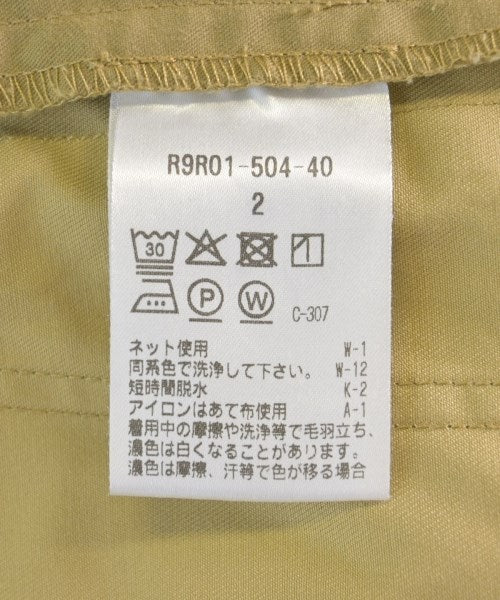 R9R01-504-40
2
30
P W C-307
ネット使用 W-1
同系色で洗浄して下さい。 W-12
短時間脱水 K-2
アイロンはあて布使用 A-1
着用中の摩擦や洗浄等で毛羽立ち、
濃色は白くなることがあります。
濃色は摩擦、汗等で色が移る場合